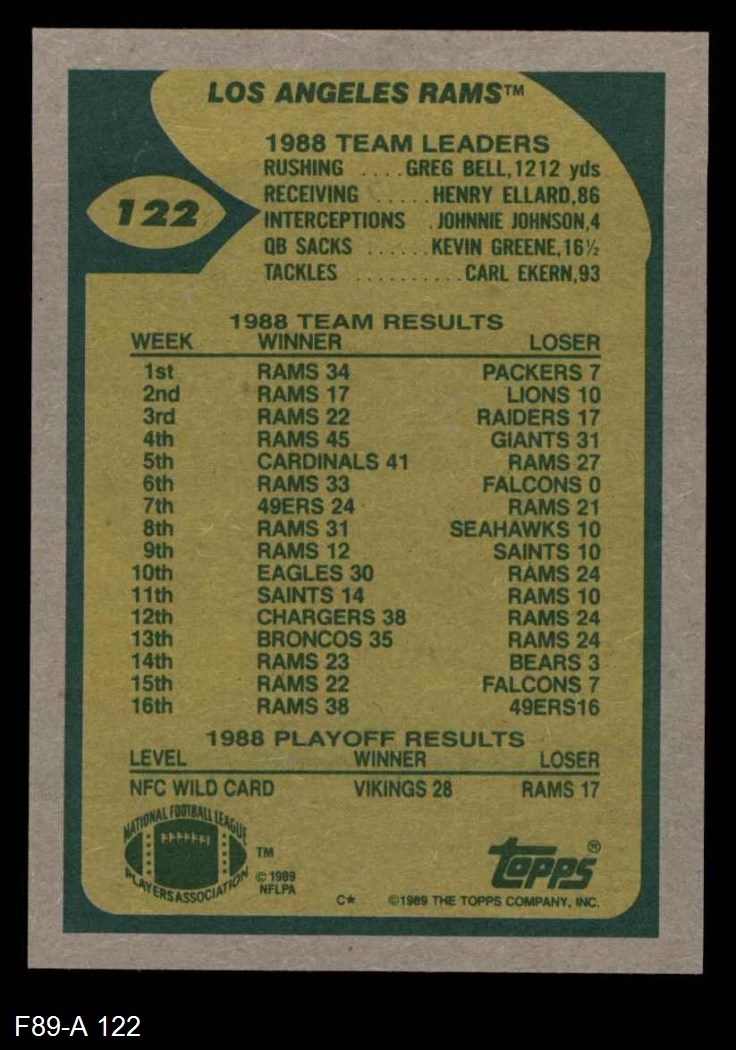 LOS ANGELES RAMS™
1988 TEAM LEADERS
RUSHING ....GREG BELL,1212 yds
RECEIVING .....HENRY ELLARD,86
122
INTERCEPTIONS .JOHNNIE JOHNSON,4
QB SACKS ......KEVIN GREENE,16½
TACKLES ..........CARL EKERN,93
1988 TEAM RESULTS
WEEK WINNER LOSER
1st RAMS 34 PACKERS 7
2nd RAMS 17 LIONS 10
3rd RAMS 22 RAIDERS 17
4th RAMS 45 GIANTS 31
5th CARDINALS 41 RAMS 27
6th RAMS 33 FALCONS 0
7th 49ERS 24 RAMS 21
8th RAMS 31 SEAHAWKS 10
9th RAMS 12 SAINTS 10
10th EAGLES 30 RAMS 24
11th SAINTS 14 RAMS 10
12th CHARGERS 38 RAMS 24
13th BRONCOS 35 RAMS 24
14th RAMS 23 BEARS 3
15th RAMS 22 FALCONS 7
16th RAMS 38 49ERS16
1988 PLAYOFF RESULTS
LEVEL WINNER LOSER
NFC WILD CARD VIKINGS 28 RAMS 17
NATIONAL FOOTBALL LEAGUE
PLAYERS ASSOCIATION
TM
© 1989
NFLPA
topps®
C* ©1989 THE TOPPS COMPANY, INC.
F89-A 122